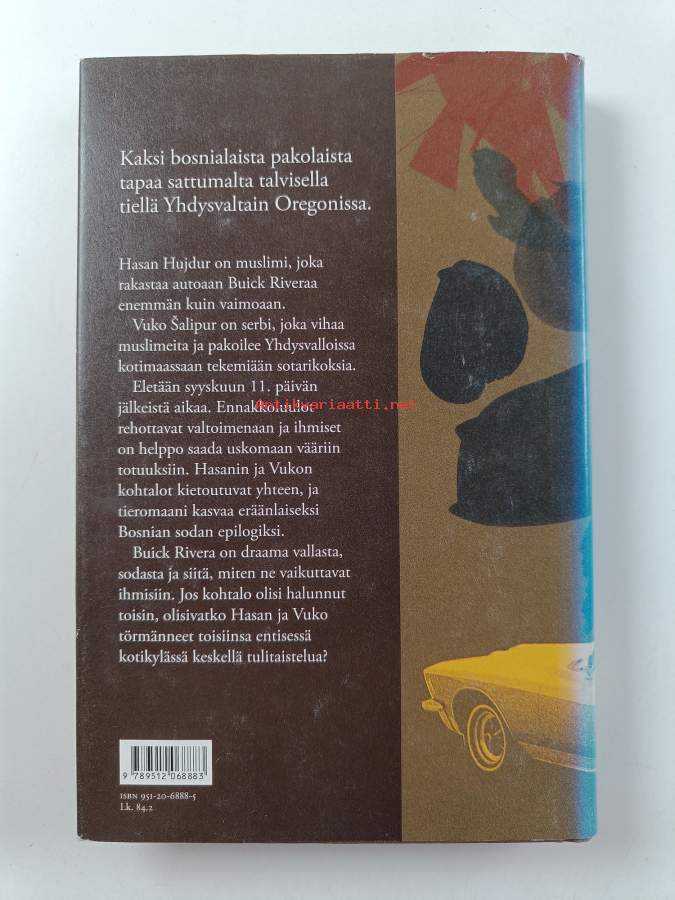 Kaksi bosnialaista pakolaista
tapaa sattumalta talvisella
tiellä Yhdysvaltain Oregonissa.
Hasan Hujdur on muslimi, joka
rakastaa autoaan Buick Riveraa
enemmän kuin vaimoaan.
Vuko Šalipur on serbi, joka vihaa
muslimeita ja pakoilee Yhdysvalloissa
kotimaassaan tekemiään sotarikoksia.
Eletään syyskuun 11. päivän
jälkeistä aikaa. Ennakkoluulot
Antikvariaatti.net
rehottavat valtoimenaan ja ihmiset
on helppo saada uskomaan vääriin
totuuksiin. Hasanin ja Vukon
kohtalot kietoutuvat yhteen, ja
tieromaani kasvaa eräänlaiseksi
Bosnian sodan epilogiksi.
Buick Rivera on draama vallasta,
sodasta ja siitä, miten ne vaikuttavat
ihmisiin. Jos kohtalo olisi halunnut
toisin, olisivatko Hasan ja Vuko
törmänneet toisiinsa entisessä
kotikylässä keskellä tulitaistelua?
9 789512 068883
ISBN 951-20-6888-5
Lk. 84.2